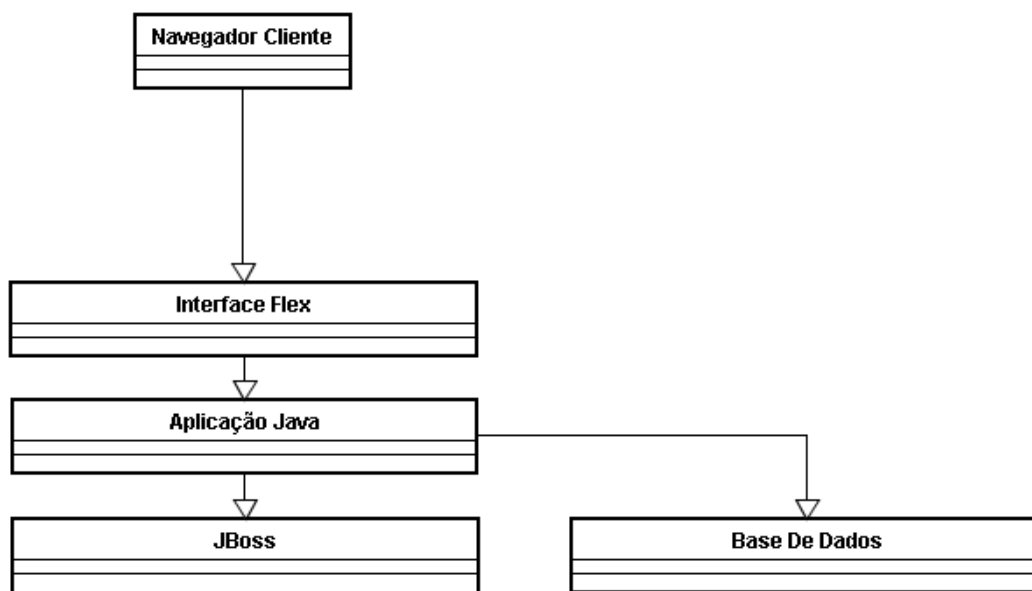 Navegador Cliente
Interface Flex
Aplicação Java
JBoss
Base De Dados